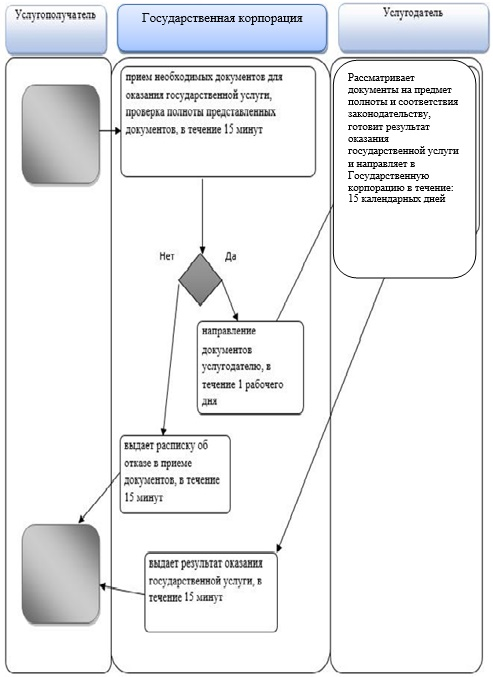 Услугополучатель
Государственная корпорация
Услугодатель
прием необходимых документов для
оказания государственной услуги,
проверка полноты представленных
документов, в течение 15 минут
Рассматривает
документы на предмет
полноты и соответствия
законодательству,
готовит результат
оказания
государственной услуги
и направляет в
Государственную
корпорацию в течение:
15 календарных дней
Нет
Да
направление
документов
услугодателю, в
течение 1 рабочего
дня
выдает расписку об
отказе в приеме
документов, в течение
15 минут
выдает результат оказания
государственной услуги, в
течение 15 минут